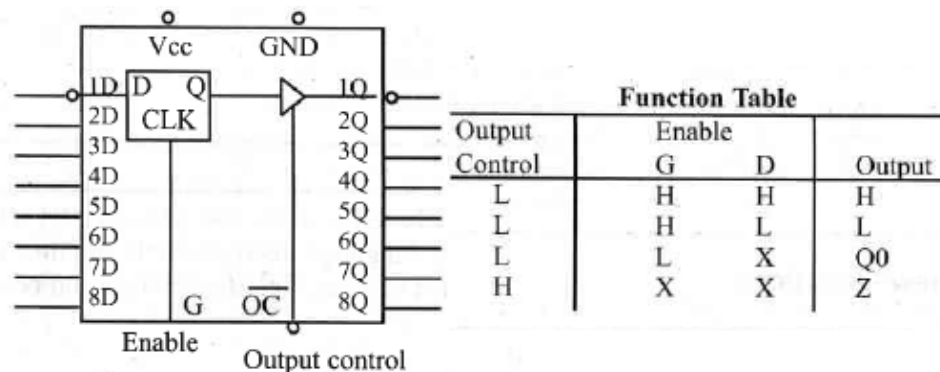 Vcc GND
1D D Q 1Q
2D CLK 2Q
3D 3Q
4D 4Q
5D 5Q
6D 6Q
7D 7Q
8D G OC 8Q
Enable
Output control
Function Table
Output Enable
Control G D Output
L H H H
L H L L
L L X Q0
H X X Z